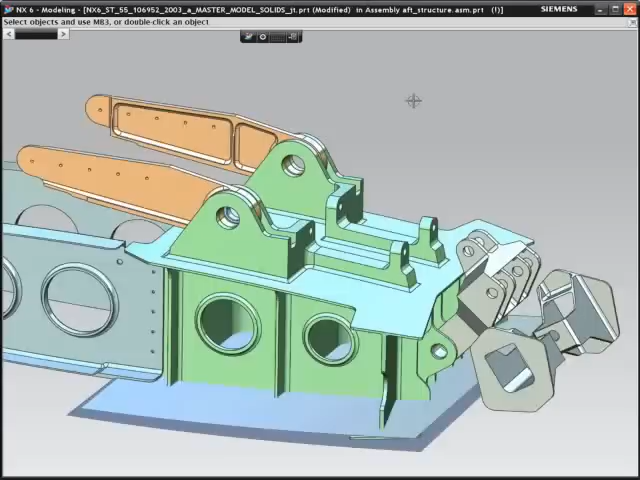 NX 6 - Modeling - [NX6_ST_55_106952_2003_a_MASTER_MODEL_SOLIDS_jt.prt (Modified)  in Assembly aft_structure.asm.prt  (!)]
SIEMENS
Select objects and use MB3, or double-click an object